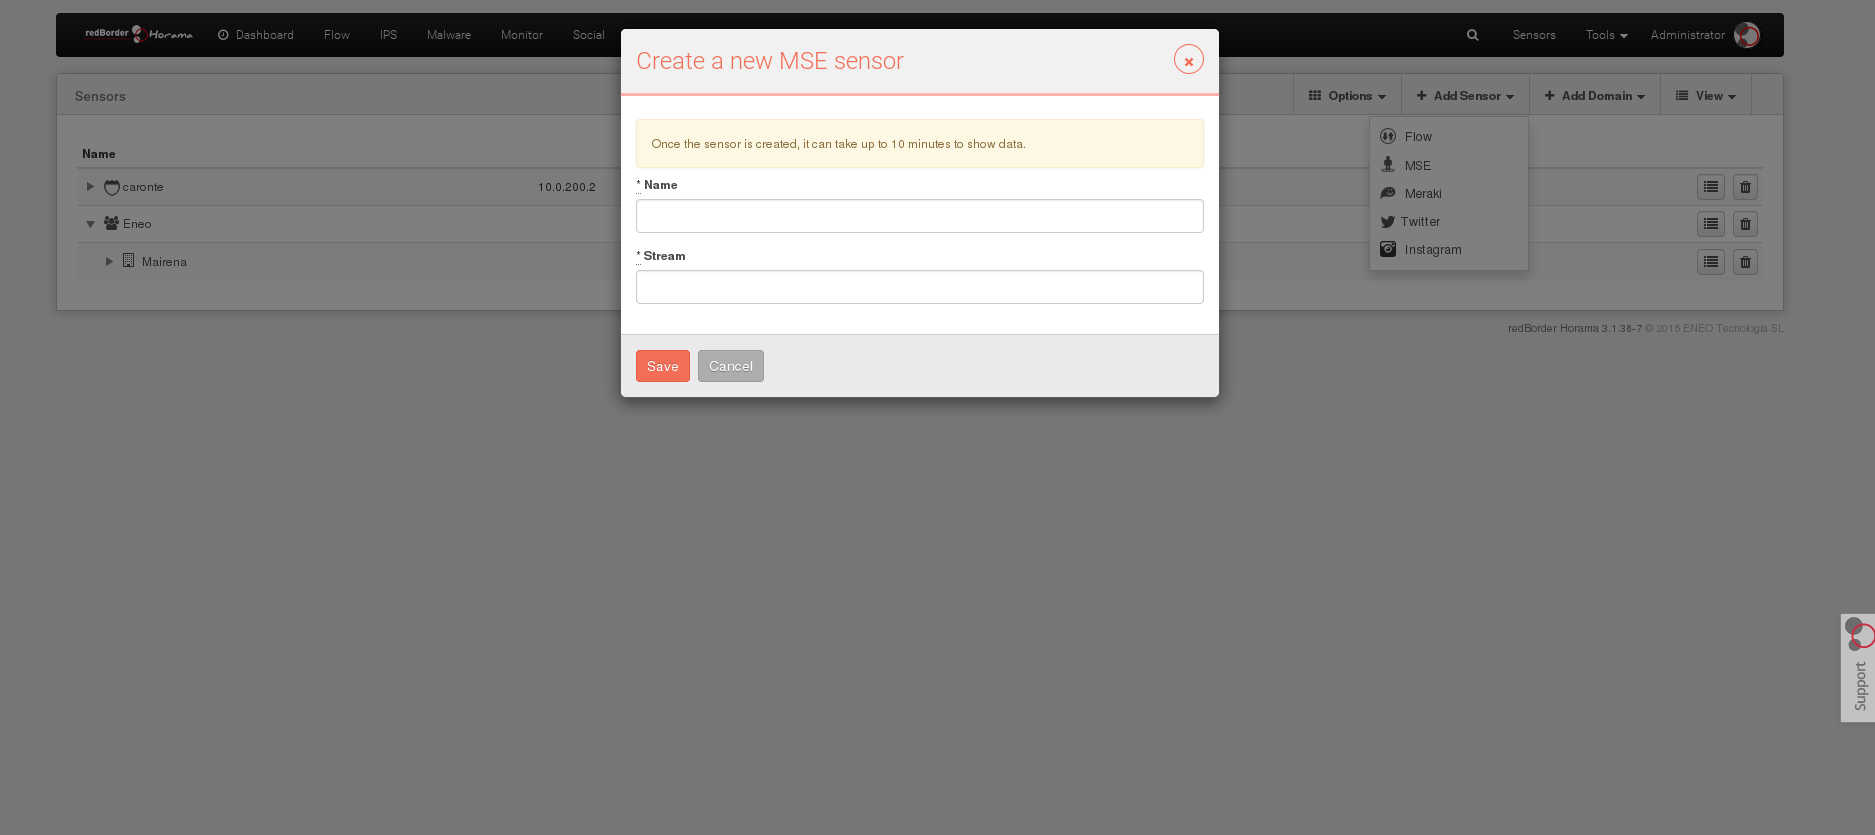 redBorder Horama Dashboard Flow IPS Malware Monitor Social Sensors Tools Administrator
Create a new MSE sensor
Sensors Options Add Sensor Add Domain View
Once the sensor is created, it can take up to 10 minutes to show data.
* Name
* Stream
Save Cancel
Flow
MSE
Meraki
Twitter
Instagram
Name
caronte 10.0.200.2
Eneo
Mairena
redBorder Horama 3.1.38-7 © 2015 ENEO Tecnologia SL
Support